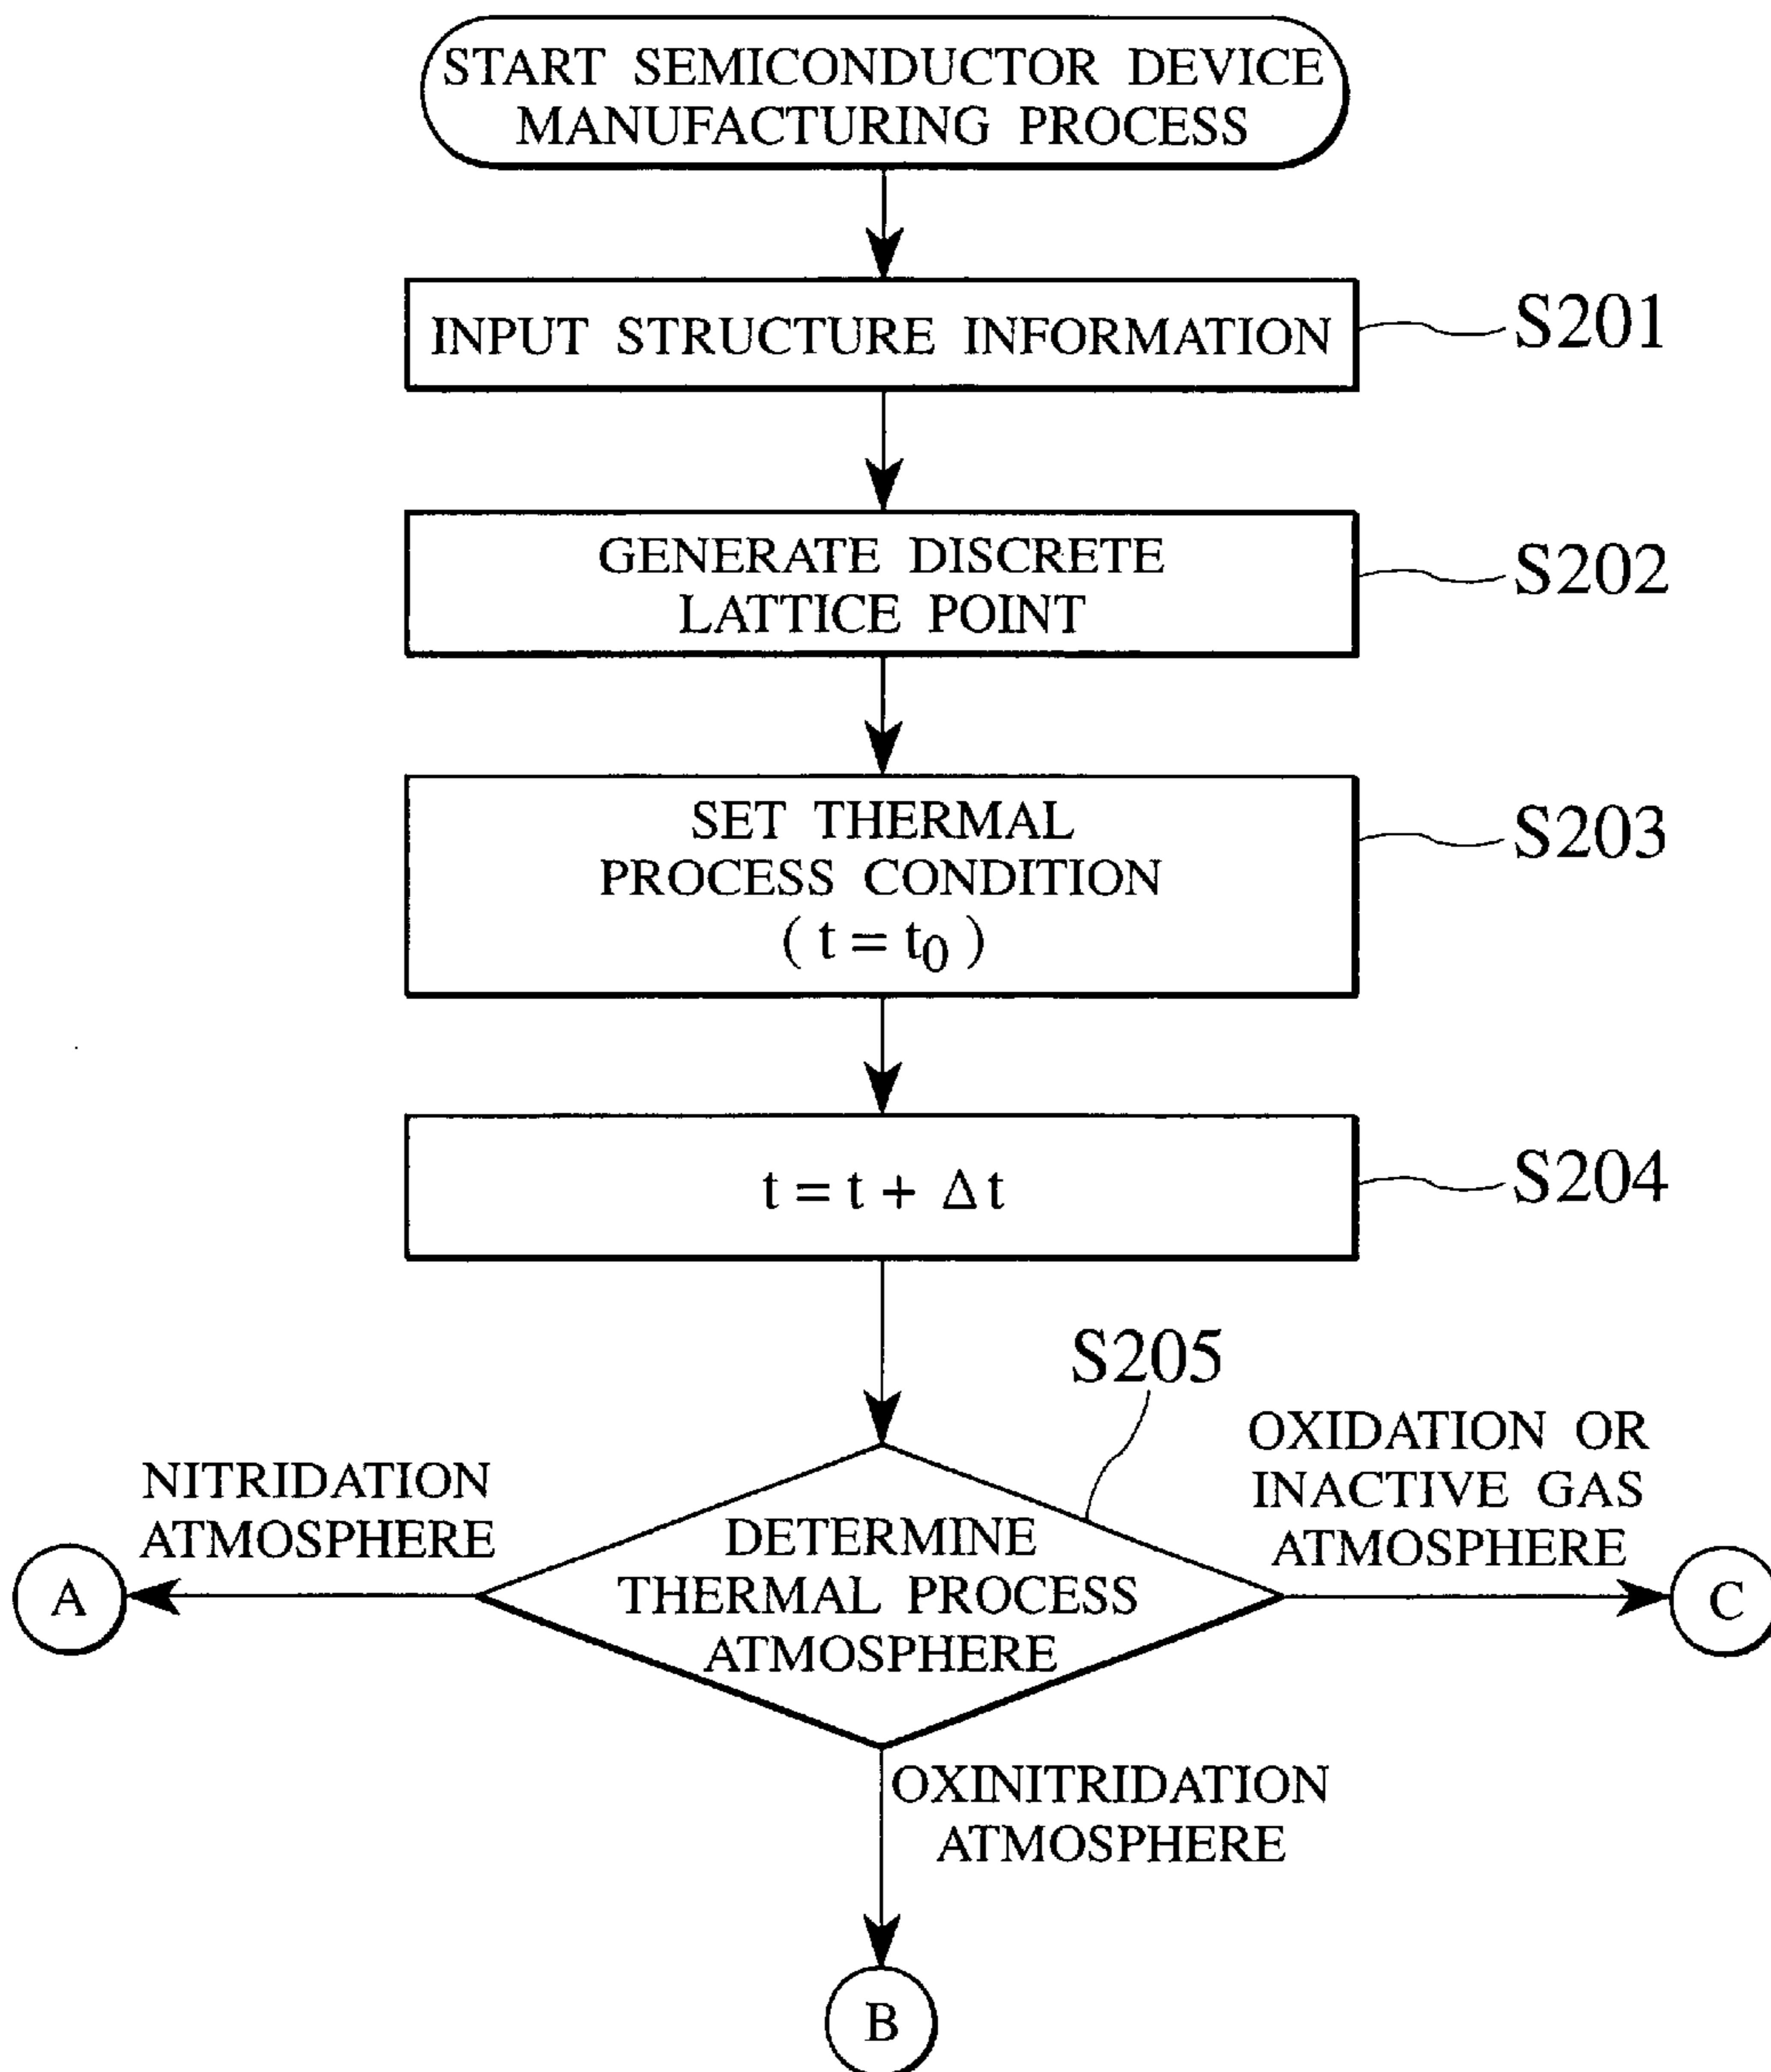 START SEMICONDUCTOR DEVICE
MANUFACTURING PROCESS
INPUT STRUCTURE INFORMATION
S201
GENERATE DISCRETE
LATTICE POINT
S202
SET THERMAL
PROCESS CONDITION
( t = t0 )
S203
t = t + Δt
S204
S205
NITRIDATION
ATMOSPHERE
A
DETERMINE
THERMAL PROCESS
ATMOSPHERE
OXIDATION OR
INACTIVE GAS
ATMOSPHERE
C
OXINITRIDATION
ATMOSPHERE
B